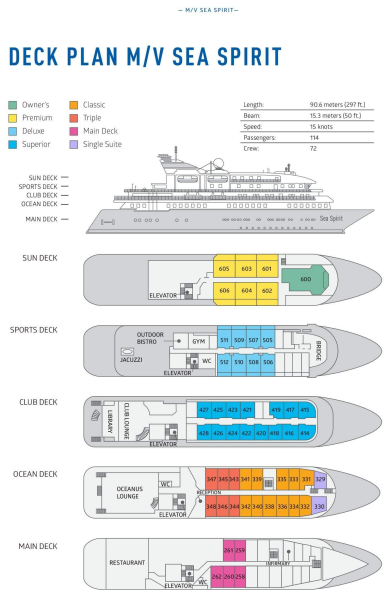 — M/V SEA SPIRIT—
DECK PLAN M/V SEA SPIRIT
Owner's
Premium
Deluxe
Superior
Classic
Triple
Main Deck
Single Suite
Length: 90.6 meters (297 ft.)
Beam: 15.3 meters (50 ft.)
Speed: 15 knots
Passengers: 114
Crew: 72
SUN DECK
SPORTS DECK
CLUB DECK
OCEAN DECK
MAIN DECK
Sea Spirit
SUN DECK
605 603 601
600
606 604 602
ELEVATOR
SPORTS DECK
OUTDOOR
BISTRO
GYM
511 509 507 505
JACUZZI
WC
512 510 508 506
ELEVATOR
BRIDGE
CLUB DECK
LIBRARY
CLUB LOUNGE
427 425 423 421 419 417 415
428 426 424 422 420 418 416 414
ELEVATOR
OCEAN DECK
OCEANUS
LOUNGE
WC
347 345 343 341 339 335 333 331 329
RECEPTION
348 346 344 342 340 338 336 334 332 330
ELEVATOR
MAIN DECK
RESTAURANT
261 259
INFIRMARY
WC
262 260 258
ELEVATOR